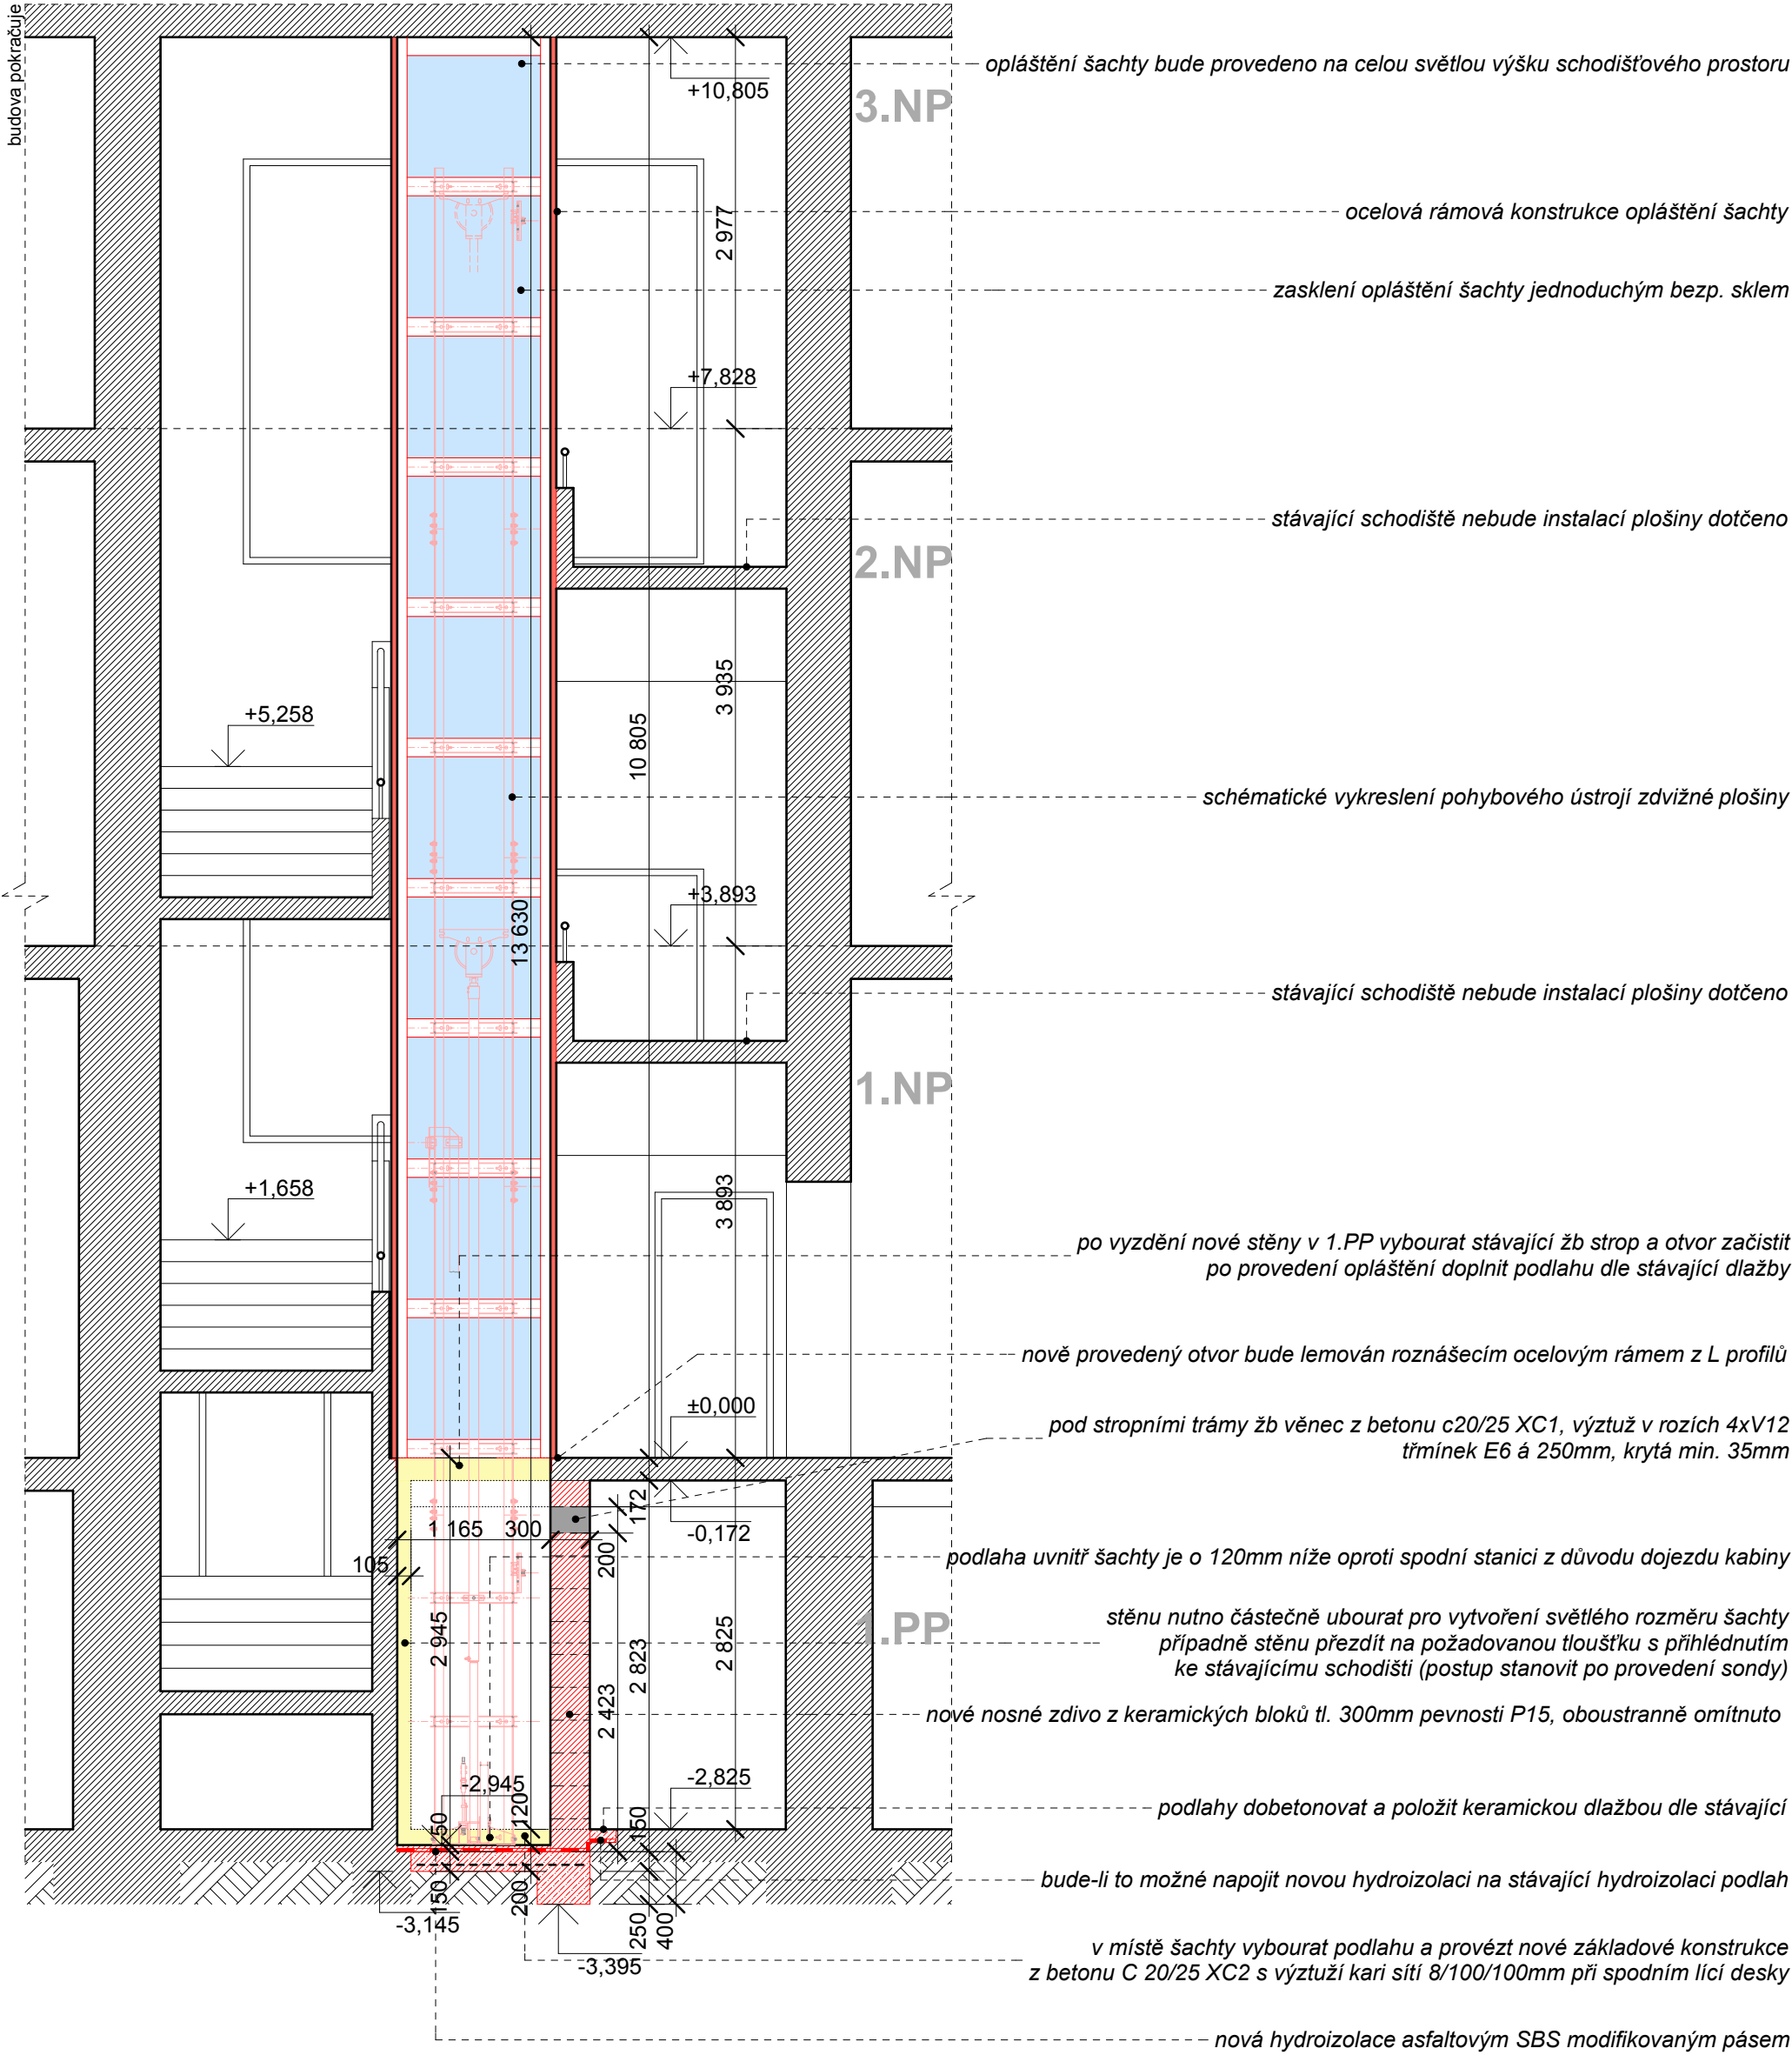 budova pokračuje
opláštění šachty bude provedeno na celou světlou výšku schodišťového prostoru
+10,805
3.NP
ocelová rámová konstrukce opláštění šachty
2 977
zasklení opláštění šachty jednoduchým bezp. sklem
+7,828
stávající schodiště nebude instalací plošiny dotčeno
2.NP
3 935
+5,258
10 805
schématické vykreslení pohybového ústrojí zdvižné plošiny
+3,893
13 630
stávající schodiště nebude instalací plošiny dotčeno
1.NP
+1,658
3 893
po vyzdění nové stěny v 1.PP vybourat stávající žb strop a otvor začistit
po provedení opláštění doplnit podlahu dle stávající dlažby
nově provedený otvor bude lemován roznášecím ocelovým rámem z L profilů
±0,000
pod stropními trámy žb věnec z betonu c20/25 XC1, výztuž v rozích 4xV12
třmínek E6 á 250mm, krytá min. 35mm
172
-0,172
1 165
300
200
105
podlaha uvnitř šachty je o 120mm níže oproti spodní stanici z důvodu dojezdu kabiny
1.PP
stěnu nutno částečně ubourat pro vytvoření světlého rozměru šachty
případně stěnu přezdít na požadovanou tloušťku s přihlédnutím
ke stávajícímu schodišti (postup stanovit po provedení sondy)
2 945
2 823
2 825
2 423
nové nosné zdivo z keramických bloků tl. 300mm pevnosti P15, oboustranně omítnuto
-2,945
-2,825
50
120
150
podlahy dobetonovat a položit keramickou dlažbou dle stávající
bude-li to možné napojit novou hydroizolaci na stávající hydroizolaci podlah
150
200
-3,145
250
400
-3,395
v místě šachty vybourat podlahu a provézt nové základové konstrukce
z betonu C 20/25 XC2 s výztuží kari sítí 8/100/100mm při spodním lící desky
nová hydroizolace asfaltovým SBS modifikovaným pásem